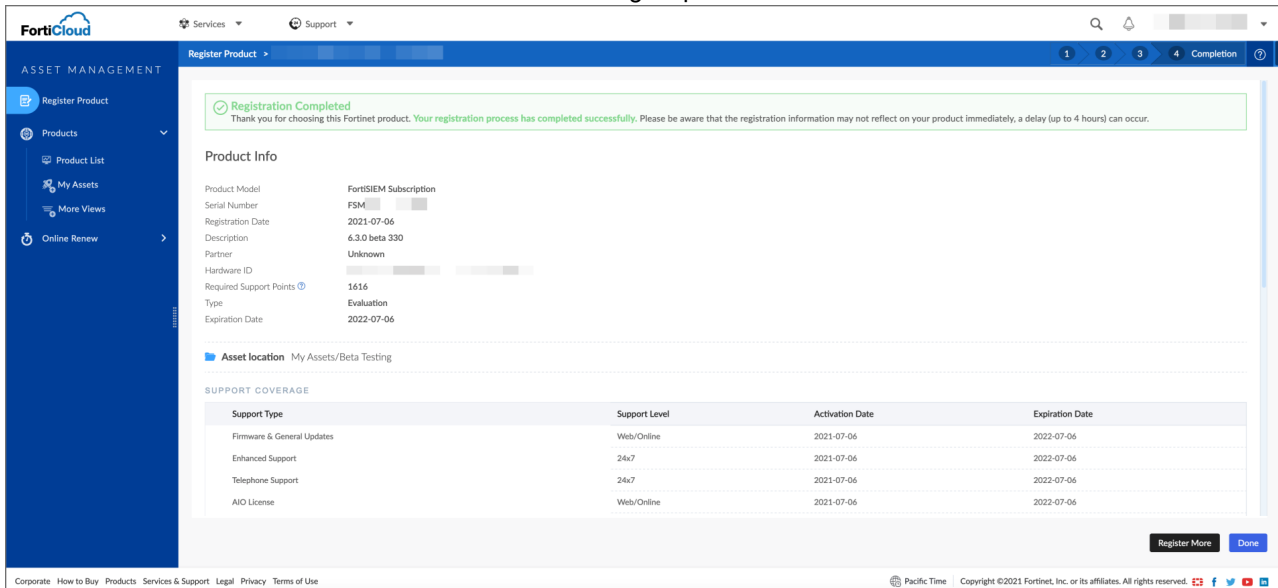 FortiCloud
Services
Support
ASSET MANAGEMENT
Register Product
Products
Product List
My Assets
More Views
Online Renew
Register Product >
1 2 3 4 Completion
Registration Completed
Thank you for choosing this Fortinet product. Your registration process has completed successfully. Please be aware that the registration information may not reflect on your product immediately, a delay (up to 4 hours) can occur.
Product Info
Product Model FortiSIEM Subscription
Serial Number FSM
Registration Date 2021-07-06
Description 6.3.0 beta 330
Partner Unknown
Hardware ID
Required Support Points 1616
Type Evaluation
Expiration Date 2022-07-06
Asset location My Assets/Beta Testing
SUPPORT COVERAGE
Support Type Support Level Activation Date Expiration Date
Firmware & General Updates Web/Online 2021-07-06 2022-07-06
Enhanced Support 24x7 2021-07-06 2022-07-06
Telephone Support 24x7 2021-07-06 2022-07-06
AIO License Web/Online 2021-07-06 2022-07-06
Register More Done
Corporate How to Buy Products Services & Support Legal Privacy Terms of Use Pacific Time Copyright ©2021 Fortinet, Inc. or its affiliates. All rights reserved.